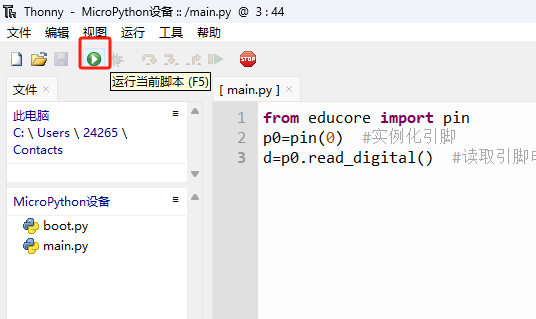 Thonny - MicroPython设备 :: /main.py @ 3 : 44
文件 编辑 视图 运行 工具 帮助
STOP
运行当前脚本 (F5)
文件
[ main.py ]
此电脑
C: \ Users \ 24265 \
Contacts
MicroPython设备
boot.py
main.py
1 from educore import pin
2 p0=pin(0) #实例化引脚
3 d=p0.read_digital() #读取引脚